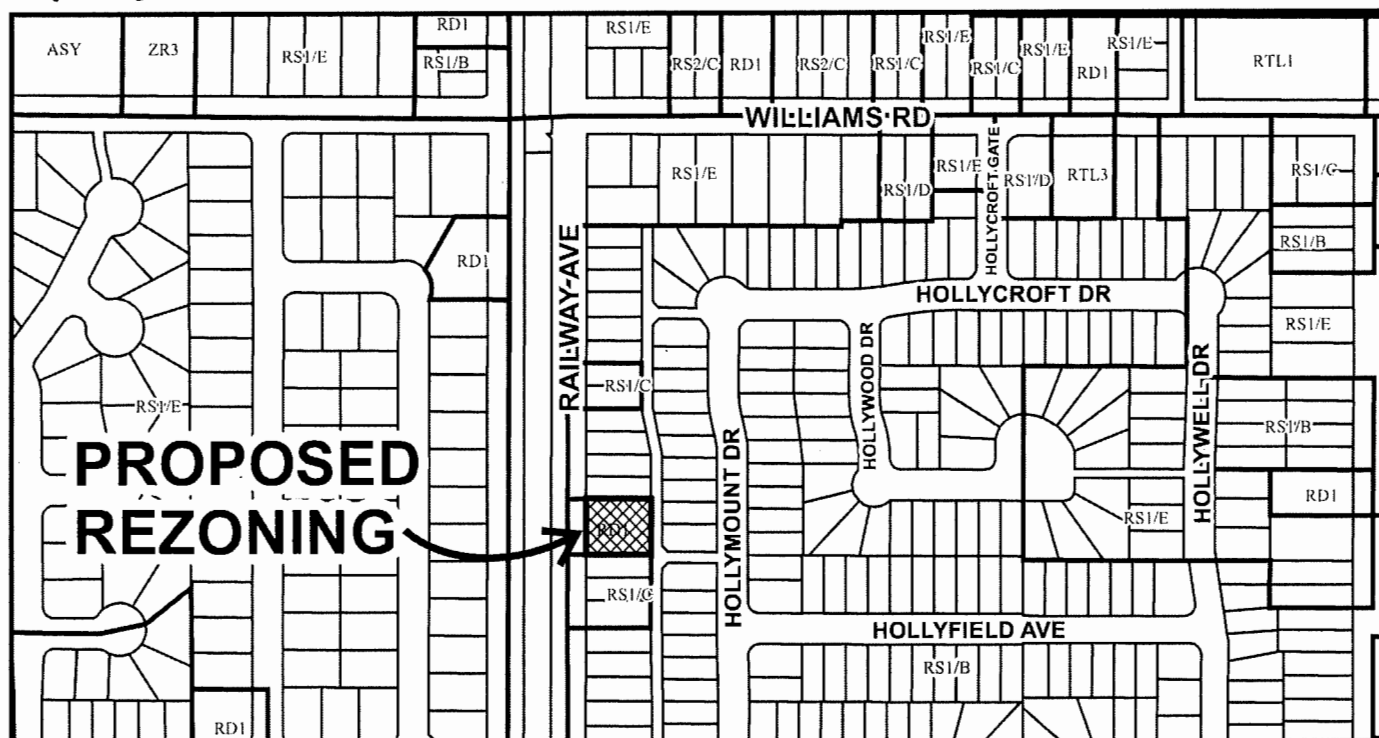 RD1
RS1/E
RS1/E
RS1/E
RS1/E
ASY
ZR3
RS1/E
RS1/B
RS2/C
RD1
RS2/C
RS1/C
RS1/C
RD1
RTL1
WILLIAMS RD
HOLLYCROFT GATE
RS1/E
RS1/D
RS1/E
RS1/D
RTL3
RS1/C
RS1/B
RD1
RAILWAY AVE
HOLLYCROFT DR
RS1/E
RS1/C
HOLLYWOOD DR
HOLLYWELL DR
RS1/E
RS1/B
HOLLYMOUNT DR
PROPOSED
REZONING
RD1
RS1/E
RD1
RS1/C
HOLLYFIELD AVE
RS1/B
RD1